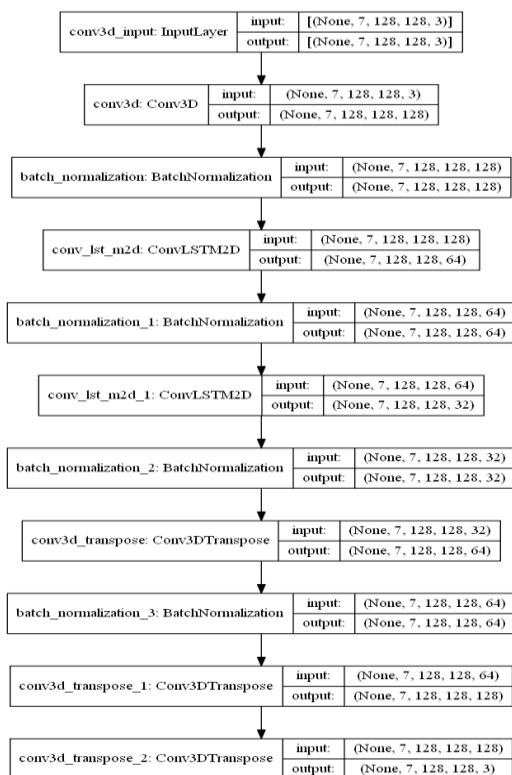 conv3d_input: InputLayer
input: [(None, 7, 128, 128, 3)]
output: [(None, 7, 128, 128, 3)]
conv3d: Conv3D
input: (None, 7, 128, 128, 3)
output: (None, 7, 128, 128, 128)
batch_normalization: BatchNormalization
input: (None, 7, 128, 128, 128)
output: (None, 7, 128, 128, 128)
conv_lst_m2d: ConvLSTM2D
input: (None, 7, 128, 128, 128)
output: (None, 7, 128, 128, 64)
batch_normalization_1: BatchNormalization
input: (None, 7, 128, 128, 64)
output: (None, 7, 128, 128, 64)
conv_lst_m2d_1: ConvLSTM2D
input: (None, 7, 128, 128, 64)
output: (None, 7, 128, 128, 32)
batch_normalization_2: BatchNormalization
input: (None, 7, 128, 128, 32)
output: (None, 7, 128, 128, 32)
conv3d_transpose: Conv3DTranspose
input: (None, 7, 128, 128, 32)
output: (None, 7, 128, 128, 64)
batch_normalization_3: BatchNormalization
input: (None, 7, 128, 128, 64)
output: (None, 7, 128, 128, 64)
conv3d_transpose_1: Conv3DTranspose
input: (None, 7, 128, 128, 64)
output: (None, 7, 128, 128, 128)
conv3d_transpose_2: Conv3DTranspose
input: (None, 7, 128, 128, 128)
output: (None, 7, 128, 128, 3)